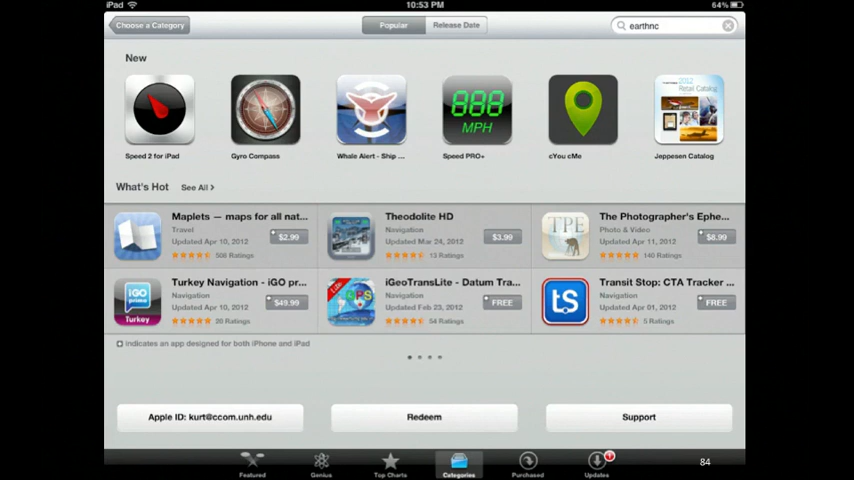 iPad 10:53 PM 64%
Choose a Category Popular Release Date earthnc
New
888
MPH
Retail Catalog
Speed 2 for iPad Gyro Compass Whale Alert - Ship ... Speed PRO+ cYou cMe Jeppesen Catalog
What's Hot See All >
Maplets — maps for all nat...
Travel
Updated Apr 10, 2012
508 Ratings
$2.99
Theodolite HD
Navigation
Updated Mar 24, 2012
13 Ratings
$3.99
TPE
The Photographer's Ephe...
Photo & Video
Updated Apr 11, 2012
140 Ratings
$8.99
iGO
primo
Turkey
Turkey Navigation - iGO pr...
Navigation
Updated Apr 10, 2012
28 Ratings
$49.99
Lite
GPS
iGeoTransLite - Datum Tra...
Navigation
Updated Feb 23, 2012
54 Ratings
FREE
ts
Transit Stop: CTA Tracker ...
Navigation
Updated Apr 01, 2012
5 Ratings
FREE
Indicates an app designed for both iPhone and iPad
Apple ID: kurt@ccom.unh.edu Redeem Support
Featured Genius Top Charts Categories Purchased Updates
84